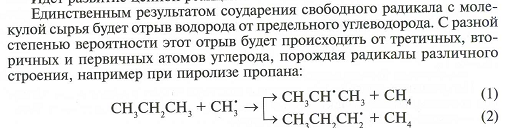 Единственным результатом соударения свободного радикала с моле-
кулой сырья будет отрыв водорода от предельного углеводорода. С разной
степенью вероятности этот отрыв будет происходить от третичных, вто-
ричных и первичных атомов углерода, порождая радикалы различного
строения, например при пиролизе пропана:
CH₃CH₂CH₃ + CH₃• → CH₃CH•CH₃ + CH₄ (1)
→ CH₃CH₂CH₂• + CH₄ (2)